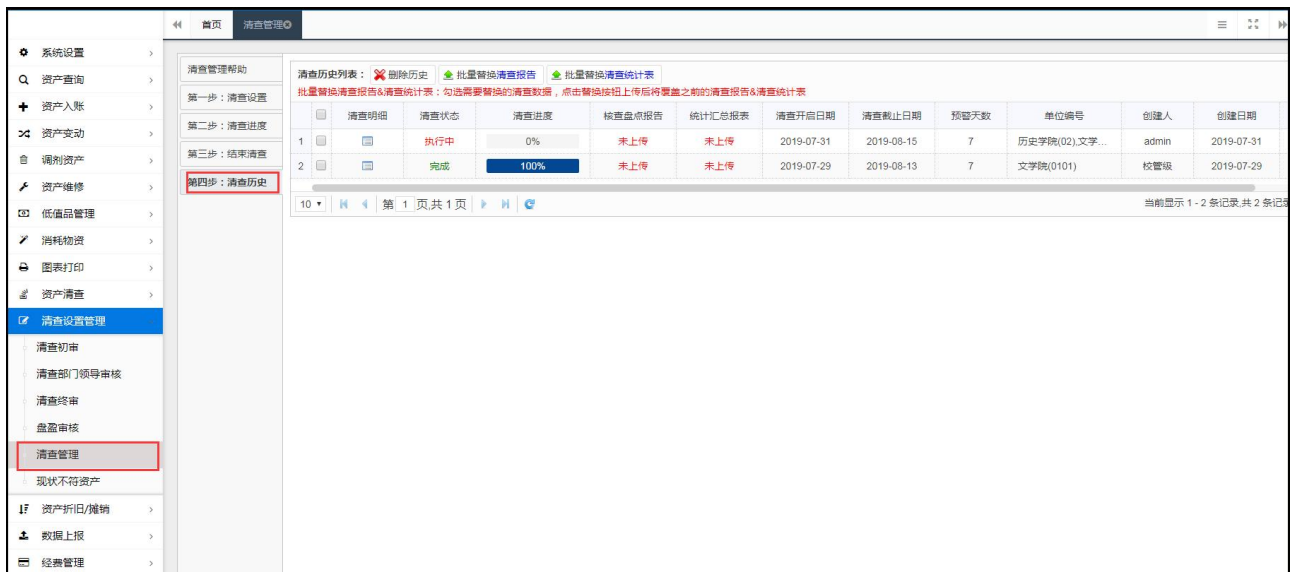 首页 清查管理
系统设置
资产查询
资产入账
资产变动
调剂资产
资产维修
低值品管理
消耗物资
图表打印
资产清查
清查设置管理
清查初审
清查部门领导审核
清查终审
盘盈审核
清查管理
现状不符资产
资产折旧/摊销
数据上报
经费管理
清查管理帮助
第一步：清查设置
第二步：清查进度
第三步：结束清查
第四步：清查历史
清查历史列表： 删除历史 批量替换清查报告 批量替换清查统计表
批量替换清查报告&清查统计表：勾选需要替换的清查数据，点击替换按钮上传后将覆盖之前的清查报告&清查统计表
清查明细 清查状态 清查进度 核查盘点报告 统计汇总报表 清查开启日期 清查截止日期 预警天数 单位编号 创建人 创建日期
1 执行中 0% 未上传 未上传 2019-07-31 2019-08-15 7 历史学院(02),文学... admin 2019-07-31
2 完成 100% 未上传 未上传 2019-07-29 2019-08-13 7 文学院(0101) 校管级 2019-07-29
10 第 1 页,共 1 页 当前显示 1 - 2 条记录,共 2 条记录